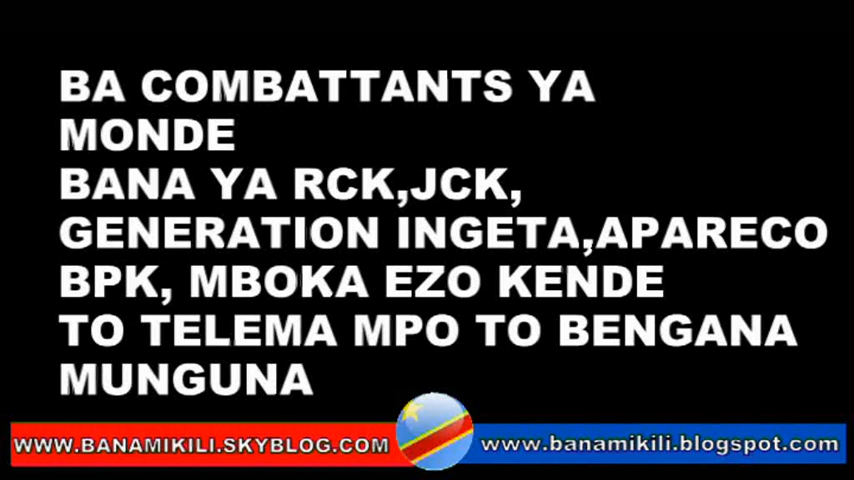 BA COMBATTANTS YA
MONDE
BANA YA RCK,JCK,
GENERATION INGETA,APARECO
BPK, MBOKA EZO KENDE
TO TELEMA MPO TO BENGANA
MUNGUNA
WWW.BANAMIKILI.SKYBLOG.COM
www.banamikili.blogspot.com